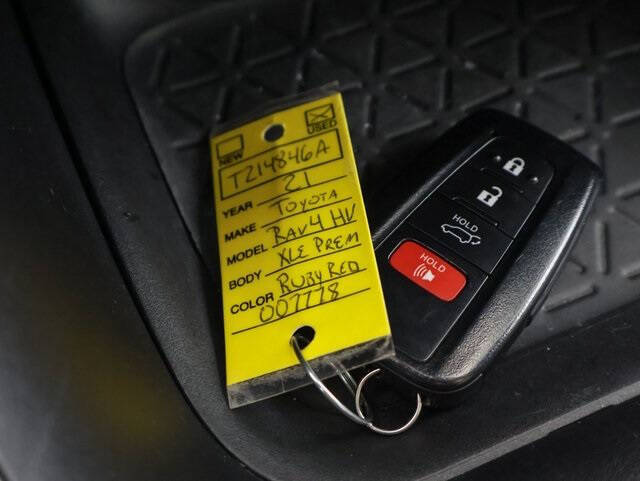 NEW USED
T214846A
YEAR 21
MAKE TOYOTA
MODEL RAV4 HV
BODY XLE PREM
COLOR RUBY RED
007778
HOLD
HOLD